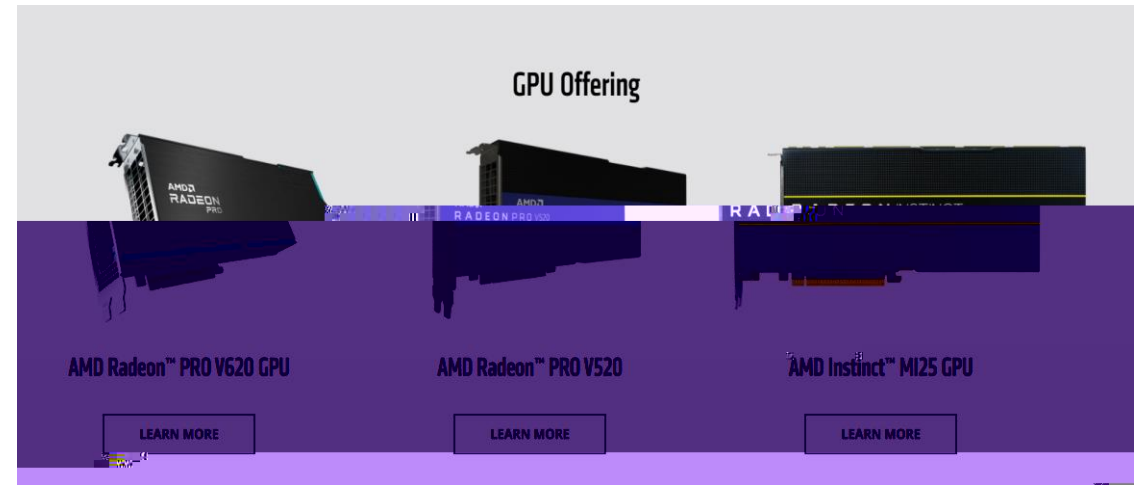 GPU Offering
AMD
RADEON
PRO
AMD
RADEON PRO V520
AMD Radeon™ PRO V620 GPU
AMD Radeon™ PRO V520
AMD Instinct™ MI25 GPU
LEARN MORE
LEARN MORE
LEARN MORE